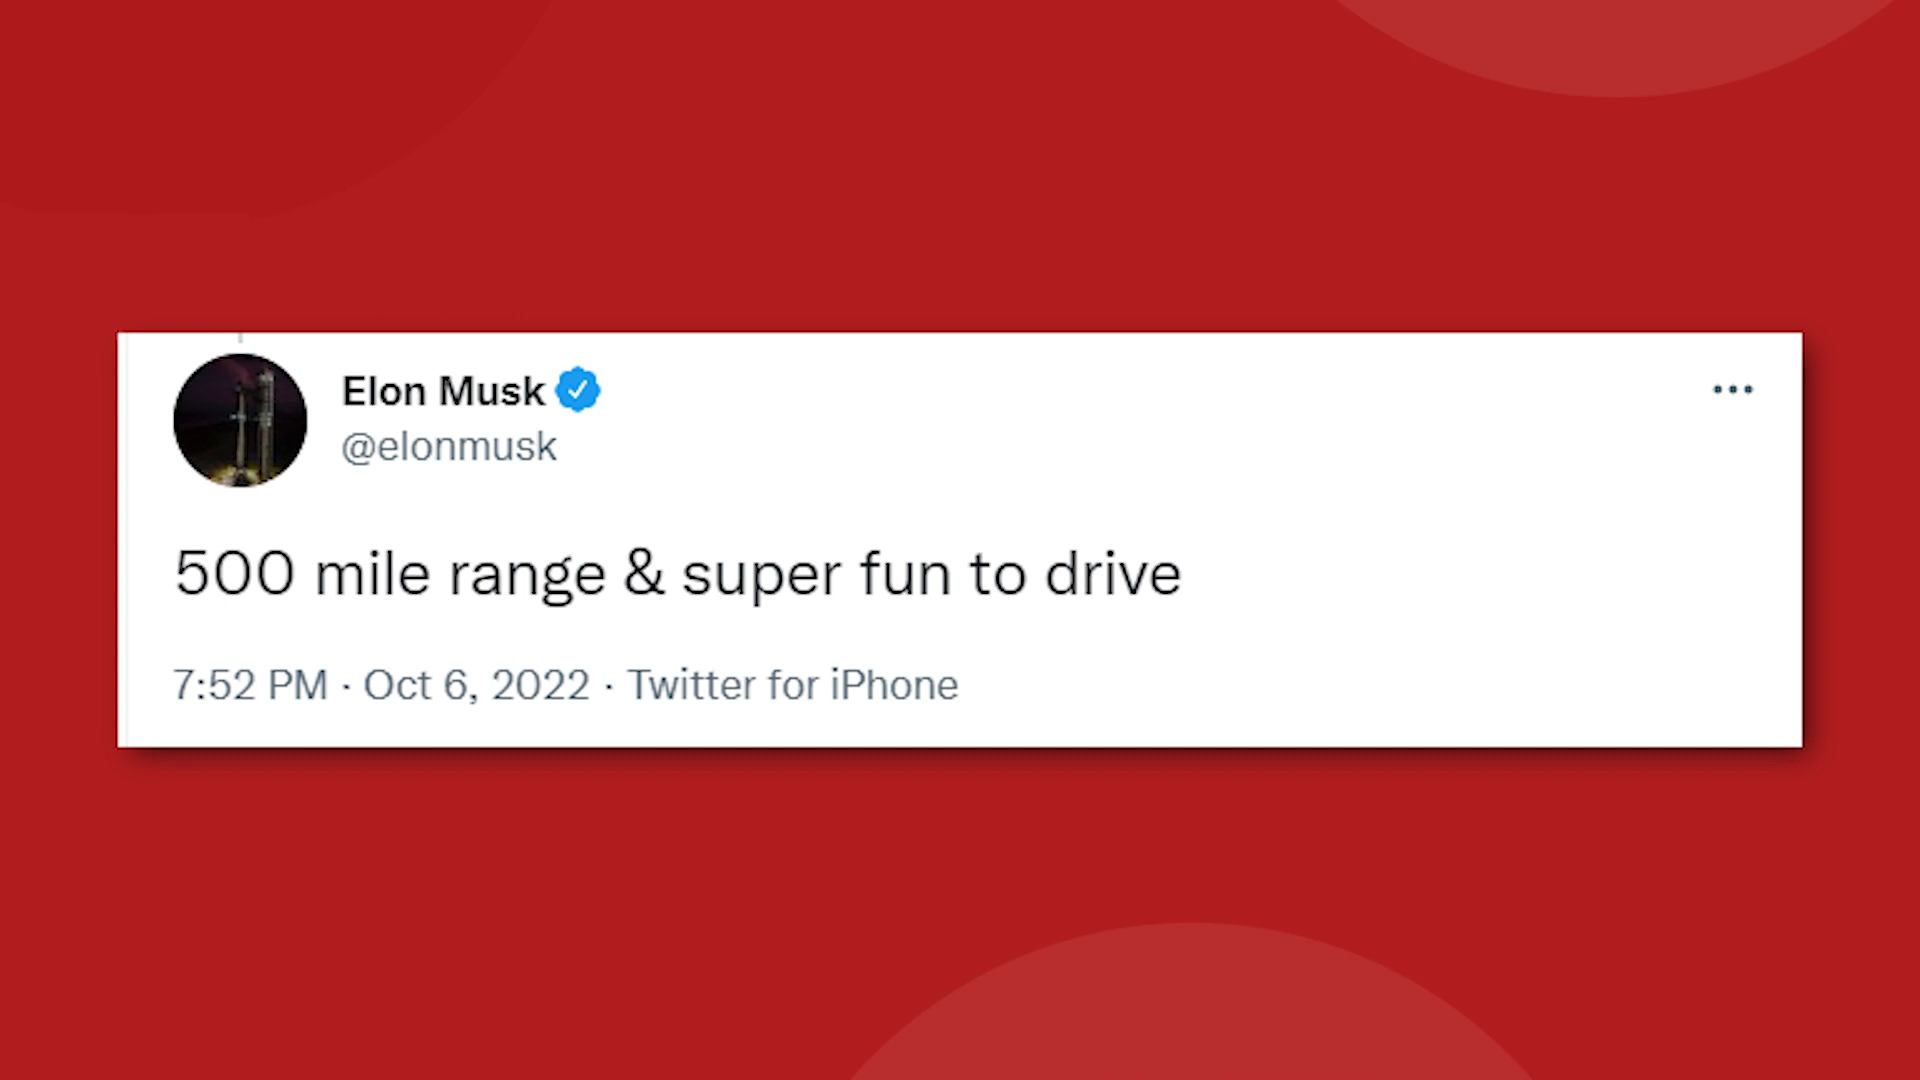 Elon Musk
@elonmusk
500 mile range & super fun to drive
7:52 PM · Oct 6, 2022 · Twitter for iPhone